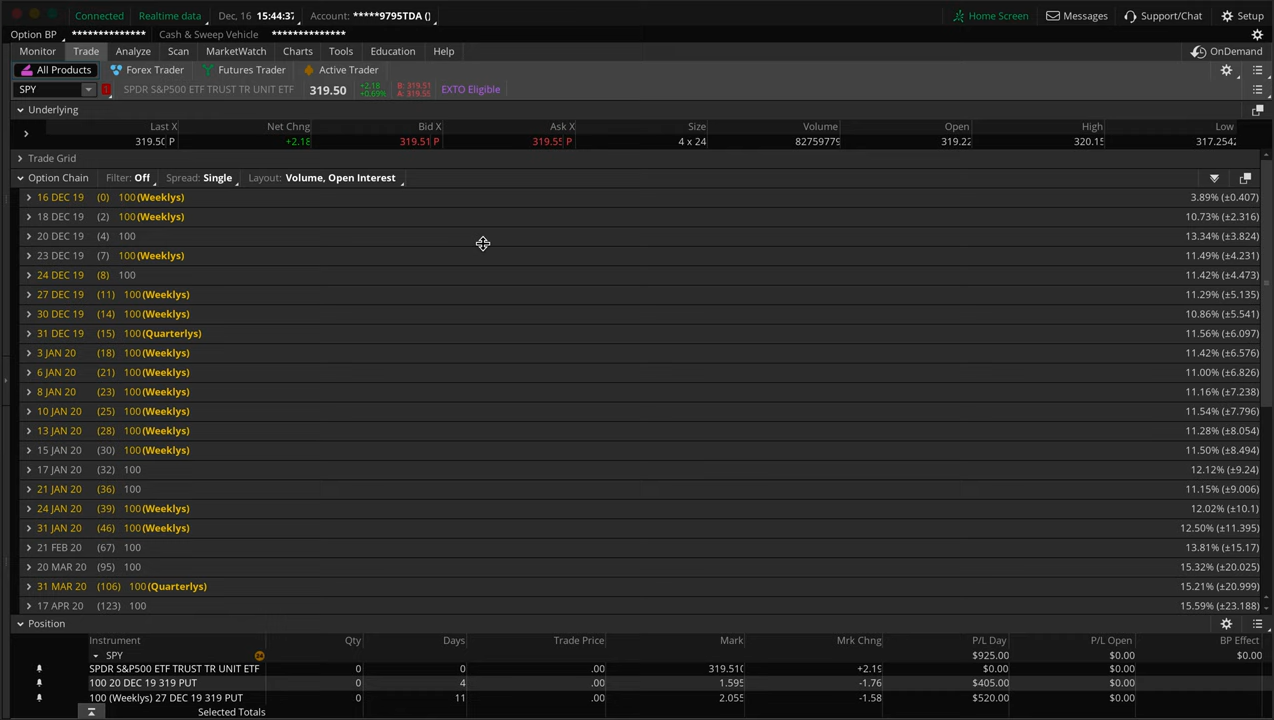 Connected Realtime data Dec, 16 15:44:37 Account: *****9795TDA () Home Screen Messages Support/Chat Setup
Option BP ************** Cash & Sweep Vehicle **************
Monitor Trade Analyze Scan MarketWatch Charts Tools Education Help OnDemand
All Products Forex Trader Futures Trader Active Trader
SPY 1 SPDR S&P500 ETF TRUST TR UNIT ETF 319.50 +2.18 +0.69% B: 319.51 A: 319.55 EXTO Eligible
Underlying
Last X Net Chng Bid X Ask X Size Volume Open High Low
319.50 P +2.18 319.51 P 319.55 P 4 x 24 82759779 319.22 320.15 317.2542
Trade Grid
Option Chain Filter: Off Spread: Single Layout: Volume, Open Interest
16 DEC 19 (0) 100 (Weeklys) 3.89% (±0.407)
18 DEC 19 (2) 100 (Weeklys) 10.73% (±2.316)
20 DEC 19 (4) 100 13.34% (±3.824)
23 DEC 19 (7) 100 (Weeklys) 11.49% (±4.231)
24 DEC 19 (8) 100 11.42% (±4.473)
27 DEC 19 (11) 100 (Weeklys) 11.29% (±5.135)
30 DEC 19 (14) 100 (Weeklys) 10.86% (±5.541)
31 DEC 19 (15) 100 (Quarterlys) 11.56% (±6.097)
3 JAN 20 (18) 100 (Weeklys) 11.42% (±6.576)
6 JAN 20 (21) 100 (Weeklys) 11.00% (±6.826)
8 JAN 20 (23) 100 (Weeklys) 11.16% (±7.238)
10 JAN 20 (25) 100 (Weeklys) 11.54% (±7.796)
13 JAN 20 (28) 100 (Weeklys) 11.28% (±8.054)
15 JAN 20 (30) 100 (Weeklys) 11.50% (±8.494)
17 JAN 20 (32) 100 12.12% (±9.24)
21 JAN 20 (36) 100 11.15% (±9.006)
24 JAN 20 (39) 100 (Weeklys) 12.02% (±10.1)
31 JAN 20 (46) 100 (Weeklys) 12.50% (±11.395)
21 FEB 20 (67) 100 13.81% (±15.17)
20 MAR 20 (95) 100 15.32% (±20.025)
31 MAR 20 (106) 100 (Quarterlys) 15.21% (±20.999)
17 APR 20 (123) 100 15.59% (±23.188)
Position
Instrument Qty Days Trade Price Mark Mrk Chng P/L Day P/L Open BP Effect
SPY $925.00 $0.00 $0.00
SPDR S&P500 ETF TRUST TR UNIT ETF 0 0 .00 319.510 +2.19 $0.00 $0.00
100 20 DEC 19 319 PUT 0 4 .00 1.595 -1.76 $405.00 $0.00
100 (Weeklys) 27 DEC 19 319 PUT 0 11 .00 2.055 -1.58 $520.00 $0.00
Selected Totals